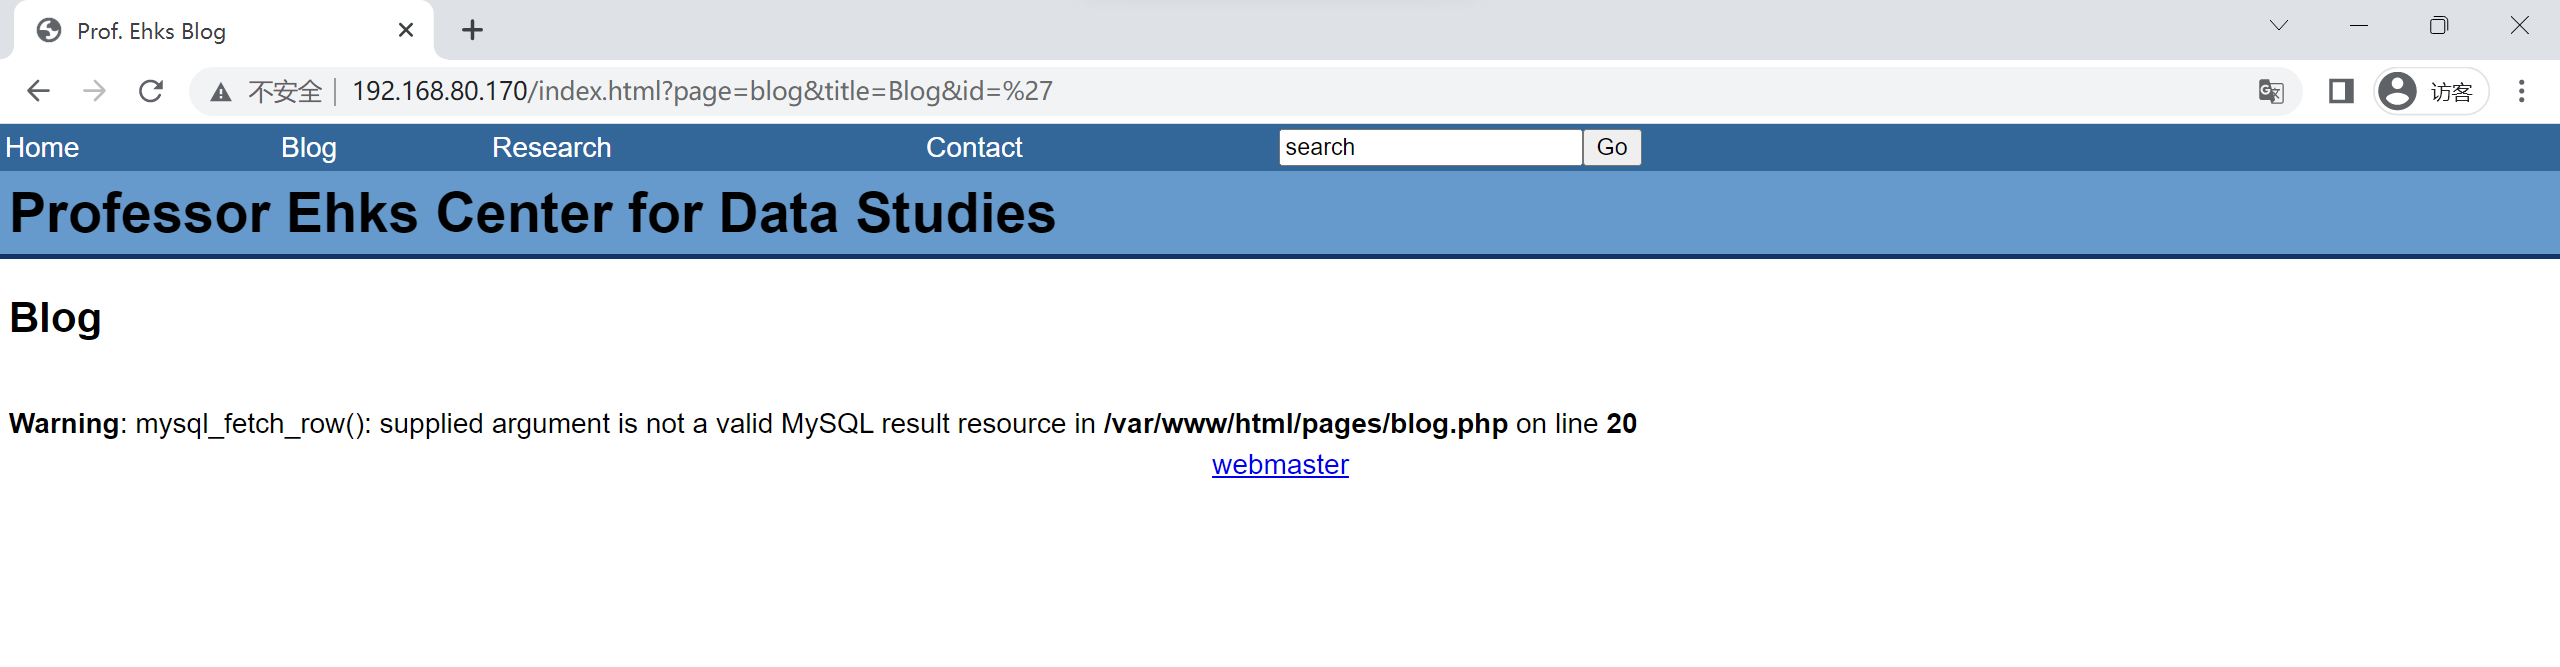 Prof. Ehks Blog
不安全 192.168.80.170/index.html?page=blog&title=Blog&id=%27
访客
Home Blog Research Contact search Go
Professor Ehks Center for Data Studies
Blog
Warning: mysql_fetch_row(): supplied argument is not a valid MySQL result resource in /var/www/html/pages/blog.php on line 20
webmaster